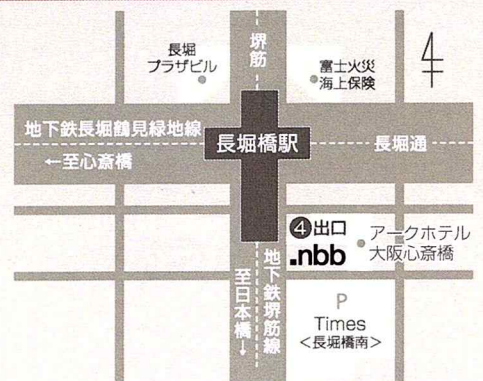 長堀
プラザビル
堺筋
富士火災
海上保険
地下鉄長堀鶴見緑地線
←至心斎橋
長堀橋駅
長堀通
❹出口
.nbb
アークホテル
大阪心斎橋
地下鉄堺筋線
至日本橋↓
P
Times
<長堀橋南>